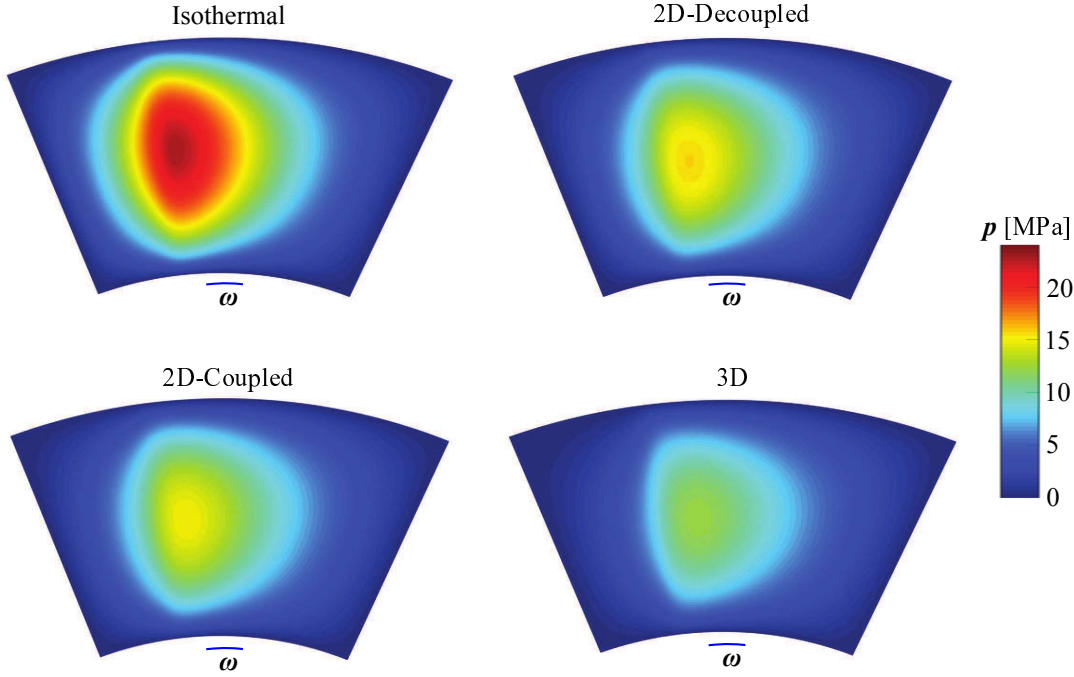 Isothermal
2D-Decoupled
ω
ω
p [MPa]
20
15
10
5
0
2D-Coupled
3D
ω
ω